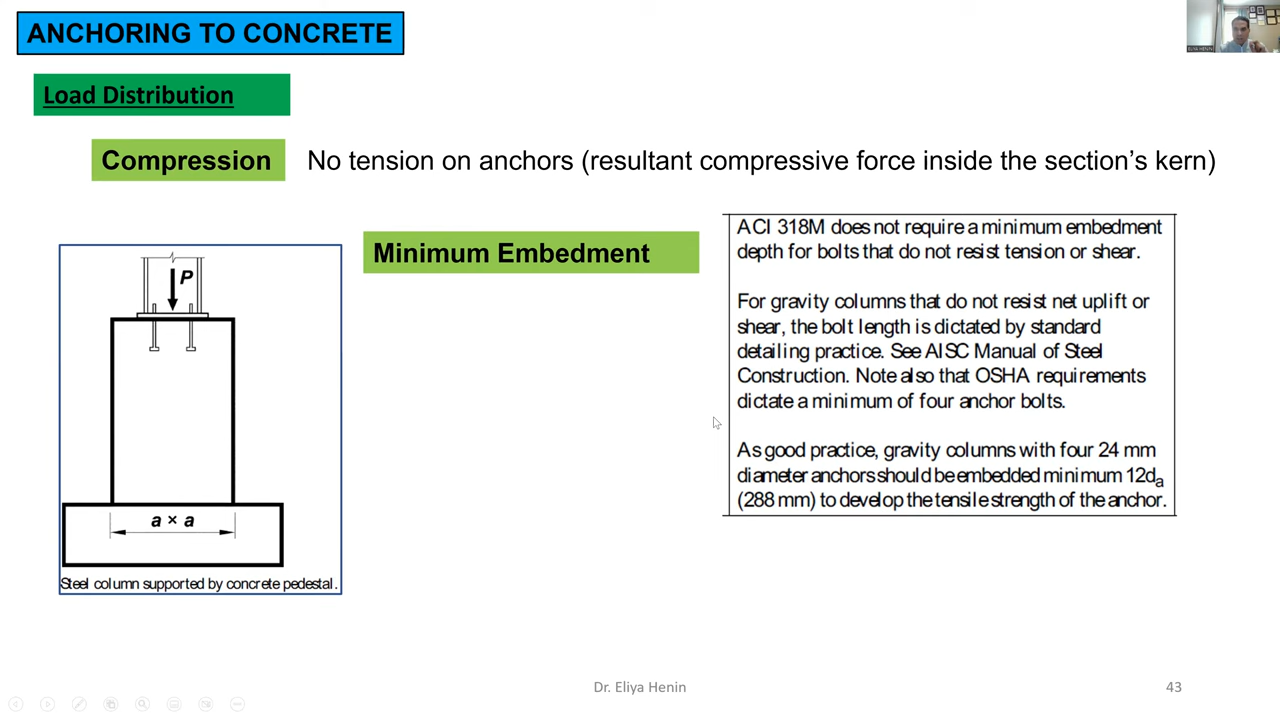 ANCHORING TO CONCRETE
Load Distribution
Compression
No tension on anchors (resultant compressive force inside the section's kern)
Minimum Embedment
P
a × a
Steel column supported by concrete pedestal.
ACI 318M does not require a minimum embedment
depth for bolts that do not resist tension or shear.
For gravity columns that do not resist net uplift or
shear, the bolt length is dictated by standard
detailing practice. See AISC Manual of Steel
Construction. Note also that OSHA requirements
dictate a minimum of four anchor bolts.
As good practice, gravity columns with four 24 mm
diameter anchors should be embedded minimum 12da
(288 mm) to develop the tensile strength of the anchor.
Dr. Eliya Henin
43